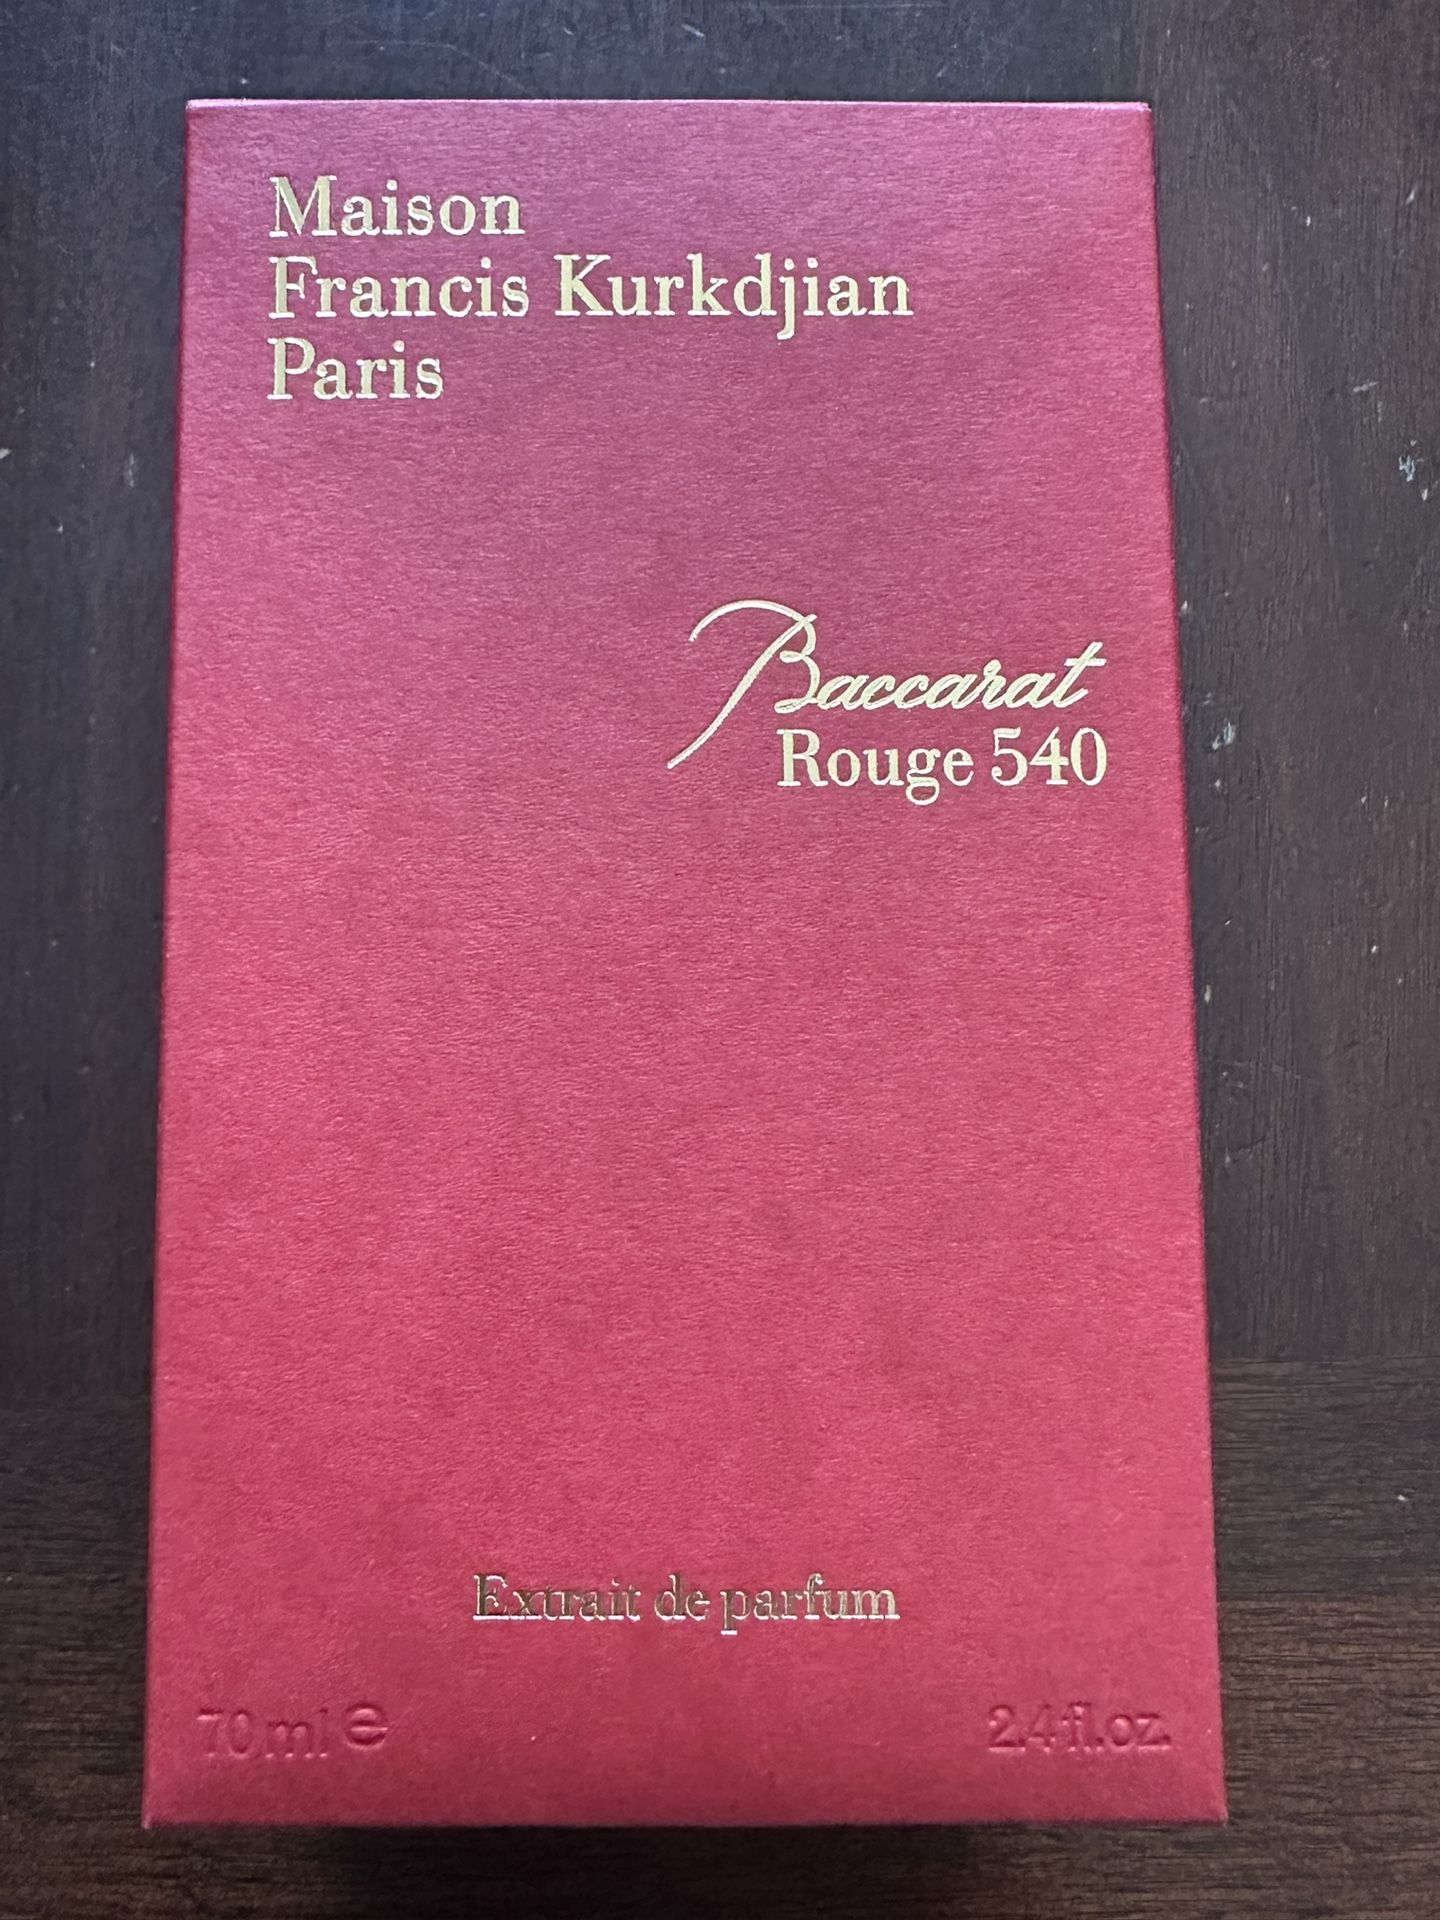 Maison
Francis Kurkdjian
Paris
Baccarat
Rouge 540
Extrait de parfum
70 ml ℮ 2.4 fl.oz.